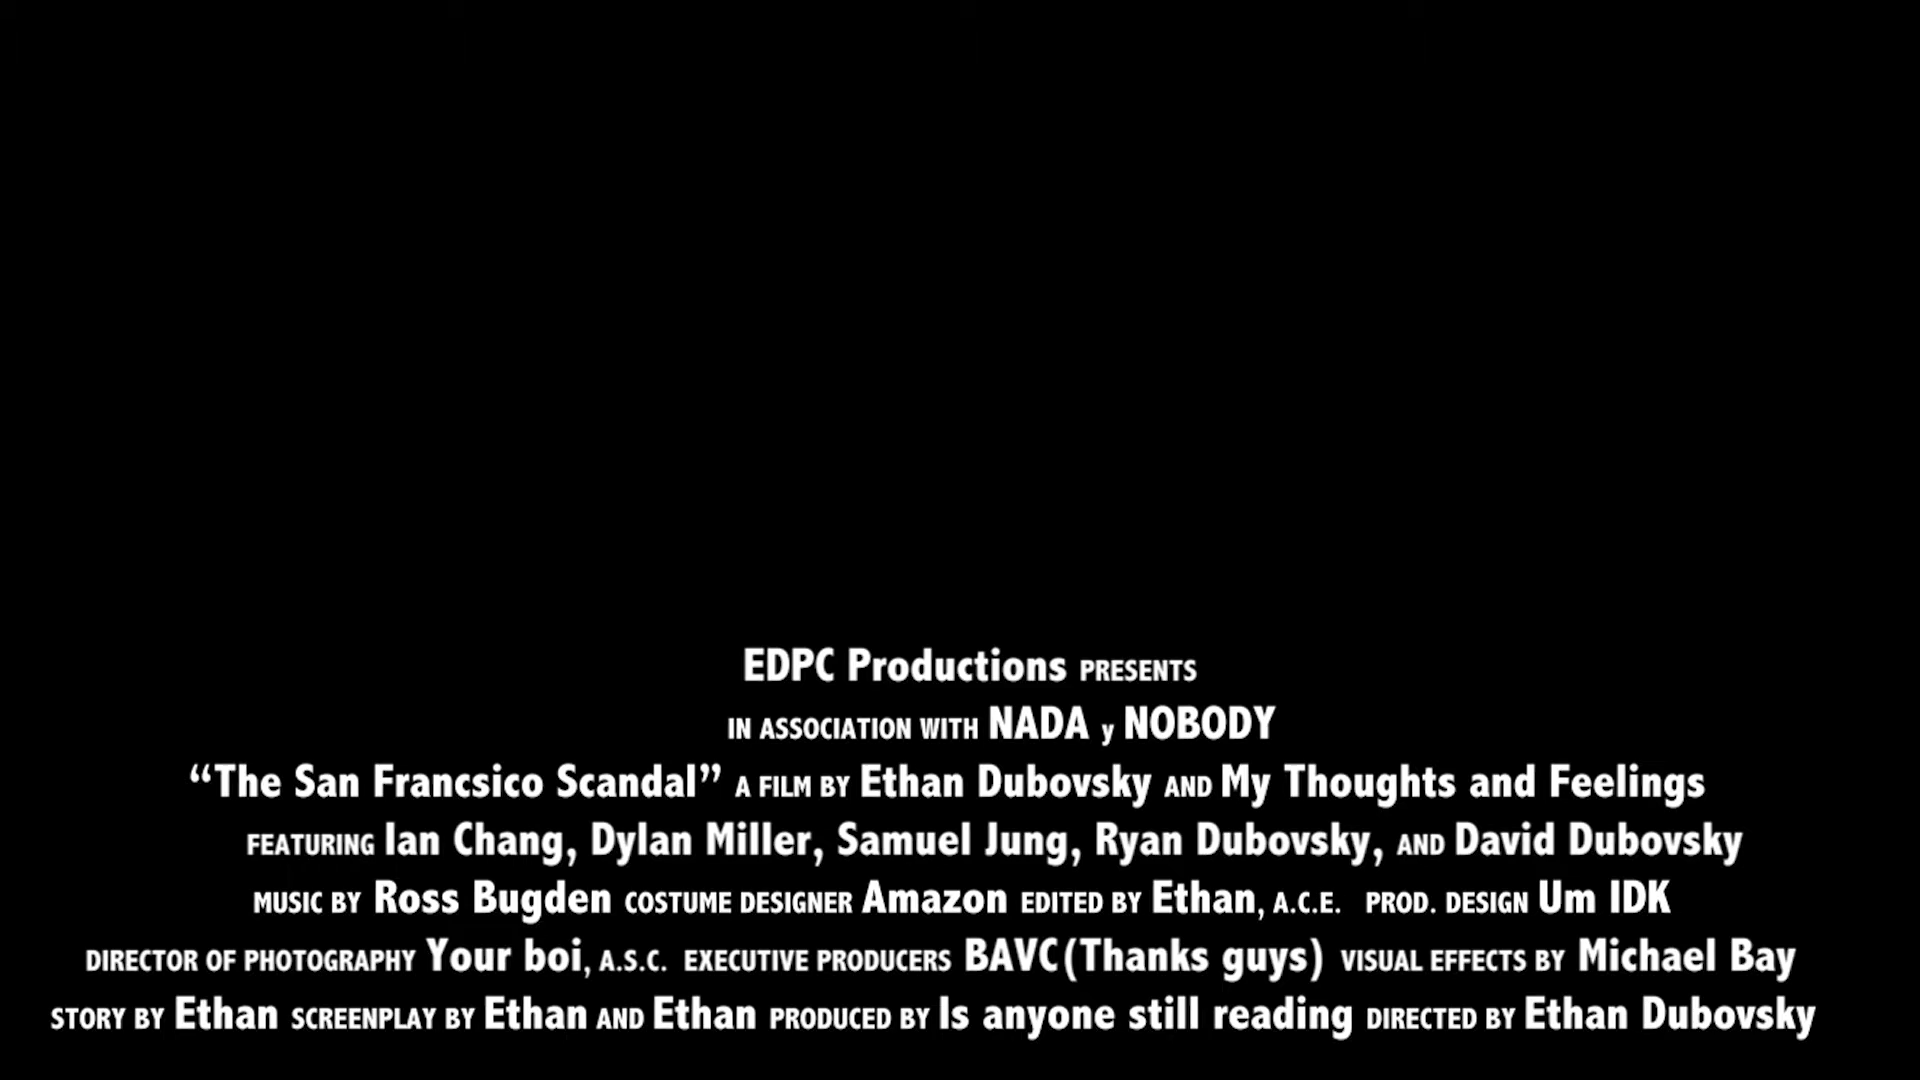 EDPC Productions PRESENTS
IN ASSOCIATION WITH NADA y NOBODY
“The San Francsico Scandal” A FILM BY Ethan Dubovsky AND My Thoughts and Feelings
FEATURING Ian Chang, Dylan Miller, Samuel Jung, Ryan Dubovsky, AND David Dubovsky
MUSIC BY Ross Bugden COSTUME DESIGNER Amazon EDITED BY Ethan, A.C.E. PROD. DESIGN Um IDK
DIRECTOR OF PHOTOGRAPHY Your boi, A.S.C. EXECUTIVE PRODUCERS BAVC(Thanks guys) VISUAL EFFECTS BY Michael Bay
STORY BY Ethan SCREENPLAY BY Ethan AND Ethan PRODUCED BY Is anyone still reading DIRECTED BY Ethan Dubovsky